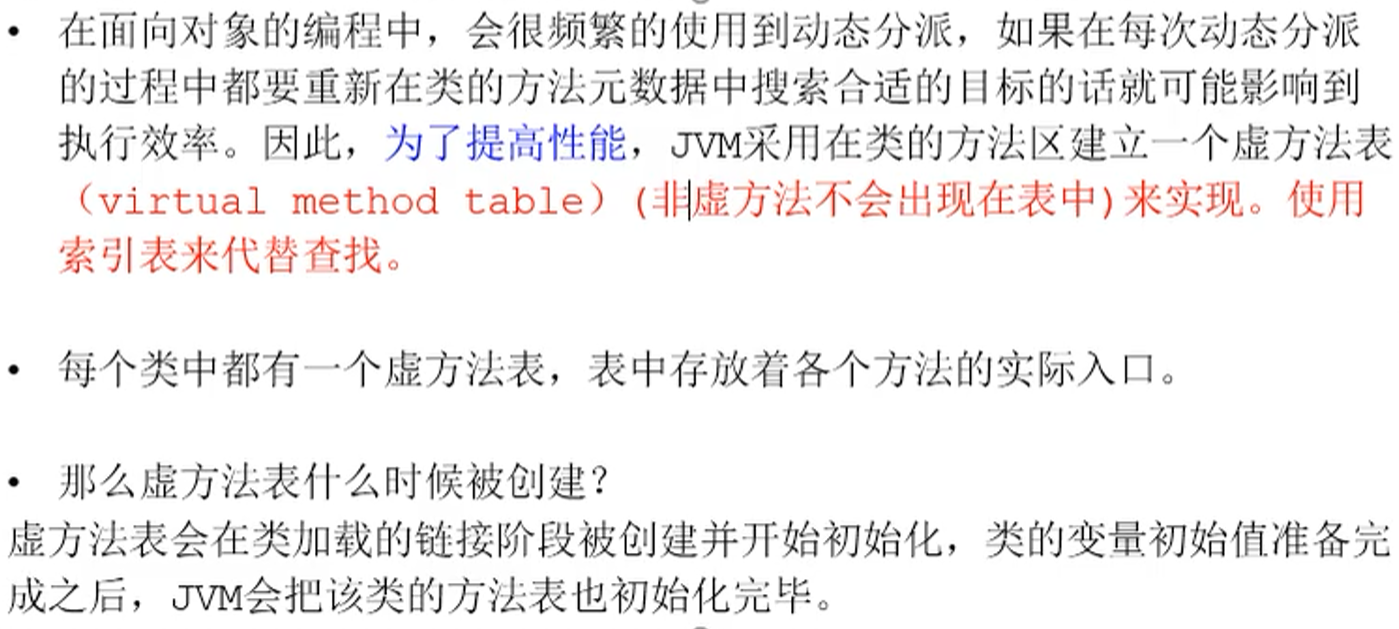 • 在面向对象的编程中，会很频繁的使用到动态分派，如果在每次动态分派
的过程中都要重新在类的方法元数据中搜索合适的目标的话就可能影响到
执行效率。因此，为了提高性能，JVM采用在类的方法区建立一个虚方法表
（virtual method table）(非虚方法不会出现在表中)来实现。使用
索引表来代替查找。
• 每个类中都有一个虚方法表，表中存放着各个方法的实际入口。
• 那么虚方法表什么时候被创建？
虚方法表会在类加载的链接阶段被创建并开始初始化，类的变量初始值准备完
成之后，JVM会把该类的方法表也初始化完毕。